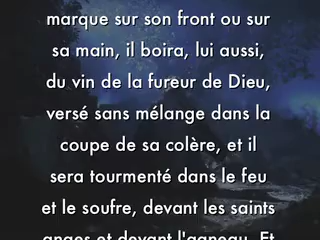 marque sur son front ou sur
sa main, il boira, lui aussi,
du vin de la fureur de Dieu,
versé sans mélange dans la
coupe de sa colère, et il
sera tourmenté dans le feu
et le soufre, devant les saints
anges et devant l'agneau. Et